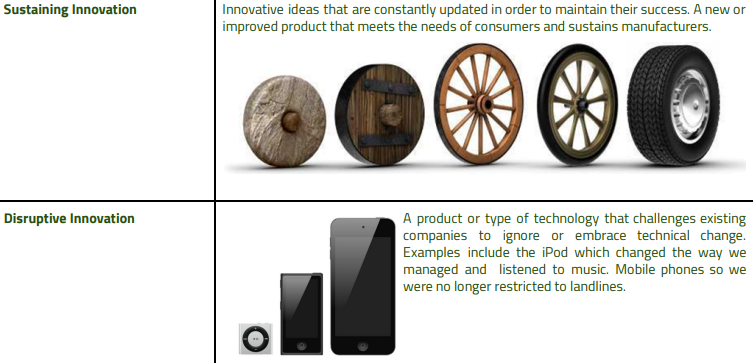 Sustaining Innovation
Innovative ideas that are constantly updated in order to maintain their success. A new or
improved product that meets the needs of consumers and sustains manufacturers.
Disruptive Innovation
A product or type of technology that challenges existing
companies to ignore or embrace technical change.
Examples include the iPod which changed the way we
managed and listened to music. Mobile phones so we
were no longer restricted to landlines.